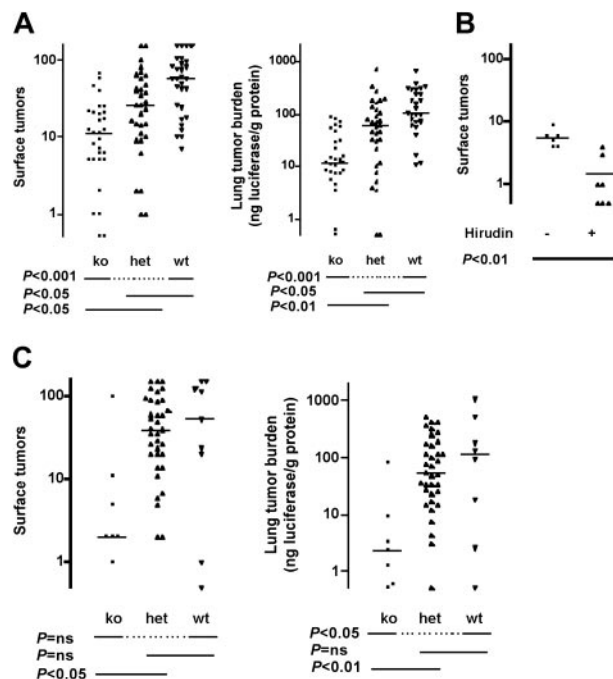 A
Surface tumors
100
10
1
ko het wt
P<0.001
P<0.05
P<0.05
Lung tumor burden
(ng luciferase/g protein)
1000
100
10
1
ko het wt
P<0.001
P<0.05
P<0.01
B
Surface tumors
100
10
1
Hirudin - +
P<0.01
C
Surface tumors
100
10
1
ko het wt
P=ns
P=ns
P<0.05
Lung tumor burden
(ng luciferase/g protein)
1000
100
10
1
ko het wt
P<0.05
P=ns
P<0.01